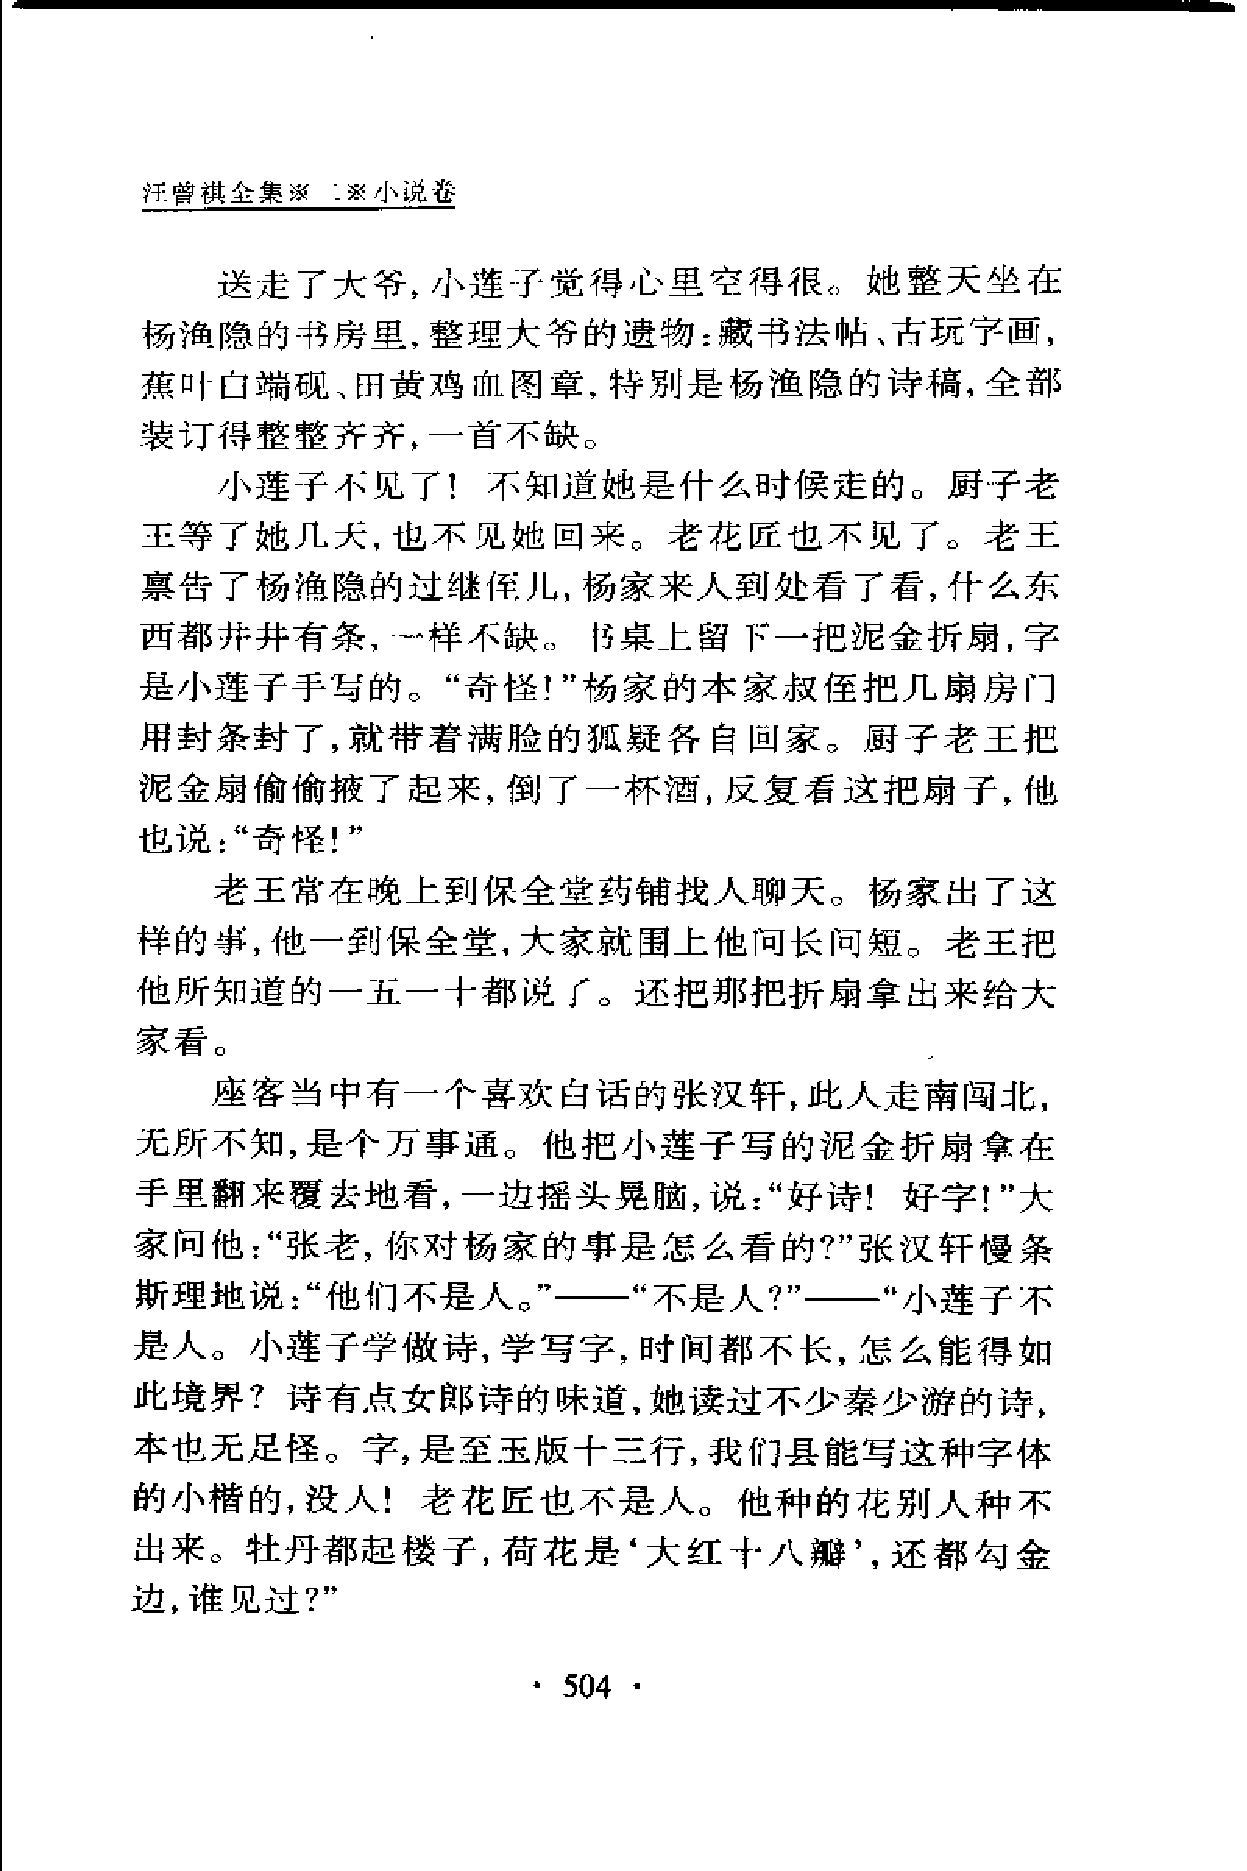 汪曾祺全集※二※小说卷
送走了大爷,小莲子觉得心里空得很。她整天坐在
杨渔隐的书房里,整理大爷的遗物:藏书法帖、古玩字画,
蕉叶白端砚、田黄鸡血图章,特别是杨渔隐的诗稿,全部
装订得整整齐齐,一首不缺。
小莲子不见了! 不知道她是什么时候走的。厨子老
王等了她几天,也不见她回来。老花匠也不见了。老王
禀告了杨渔隐的过继侄儿,杨家来人到处看了看,什么东
西都井井有条,一样不缺。书桌上留下一把泥金折扇,字
是小莲子手写的。“奇怪!”杨家的本家叔侄把几扇房门
用封条封了,就带着满脸的狐疑各自回家。厨子老王把
泥金扇偷偷掖了起来,倒了一杯酒,反复看这把扇子,他
也说:“奇怪!”
老王常在晚上到保全堂药铺找人聊天。杨家出了这
样的事,他一到保全堂,大家就围上他问长问短。老王把
他所知道的一五一十都说了。还把那把折扇拿出来给大
家看。
座客当中有一个喜欢白话的张汉轩,此人走南闯北,
无所不知,是个万事通。他把小莲子写的泥金折扇拿在
手里翻来覆去地看,一边摇头晃脑,说:“好诗! 好字!”大
家问他:“张老,你对杨家的事是怎么看的?”张汉轩慢条
斯理地说:“他们不是人。”——“不是人?”——“小莲子不
是人。小莲子学做诗,学写字,时间都不长,怎么能得如
此境界? 诗有点女郎诗的味道,她读过不少秦少游的诗,
本也无足怪。字,是至玉版十三行,我们县能写这种字体
的小楷的,没人! 老花匠也不是人。他种的花别人种不
出来。牡丹都起楼子,荷花是‘大红十八瓣’,还都勾金
边,谁见过?”
· 504 ·